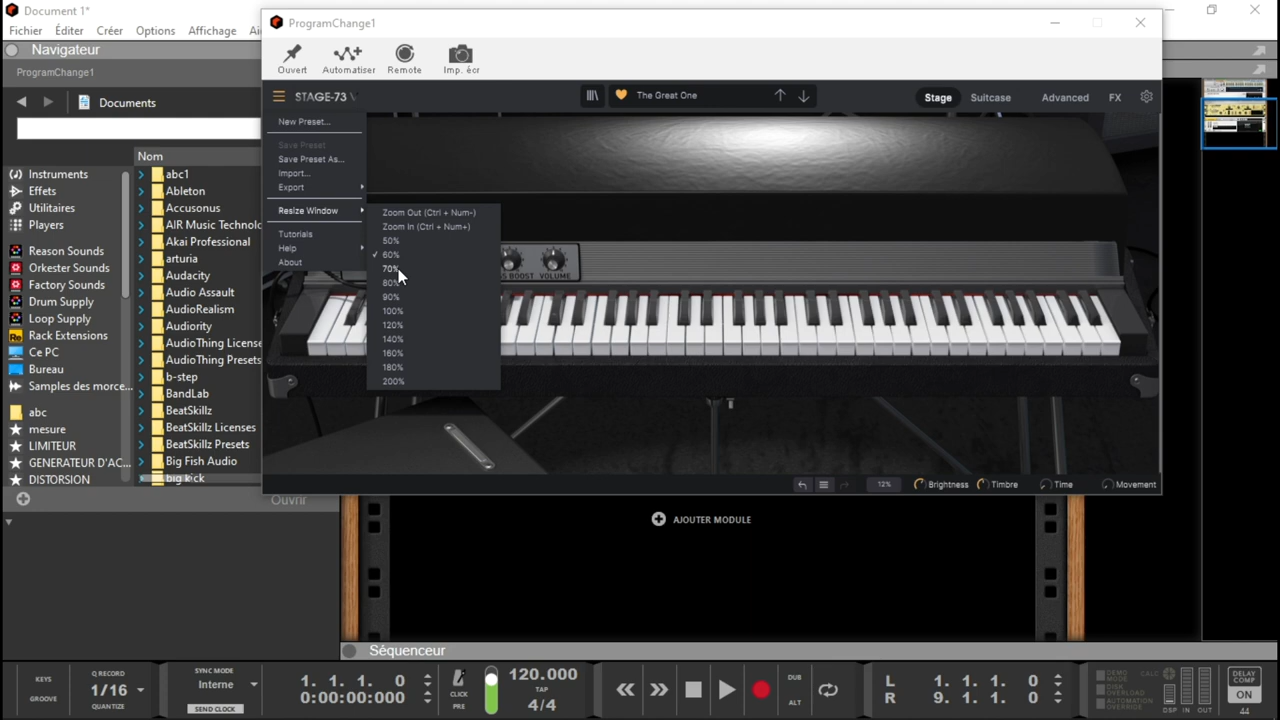 Document 1*
Fichier Éditer Créer Options Affichage
Navigateur
ProgramChange1
Documents
Nom
Instruments
Effets
Utilitaires
Players
Reason Sounds
Orkester Sounds
Factory Sounds
Drum Supply
Loop Supply
Rack Extensions
Ce PC
Bureau
Samples des morce...
abc
mesure
LIMITEUR
GENERATEUR D'AC...
DISTORSION
abc1
Ableton
Accusonus
AIR Music Technolo
Akai Professional
arturia
Audacity
Audio Assault
AudioRealism
Audiority
AudioThing License
AudioThing Presets
b-step
BandLab
BeatSkillz
BeatSkillz Licenses
BeatSkillz Presets
Big Fish Audio
big kick
Ouvrir
ProgramChange1
Ouvert Automatiser Remote Imp. écr
STAGE-73 V
The Great One
Stage Suitcase Advanced FX
New Preset...
Save Preset
Save Preset As...
Import...
Export
Resize Window
Tutorials
Help
About
Zoom Out (Ctrl + Num-)
Zoom In (Ctrl + Num+)
50%
✓ 60%
70%
80%
90%
100%
120%
140%
160%
180%
200%
BOOST VOLUME
12% Brightness Timbre Time Movement
AJOUTER MODULE
Séquenceur
KEYS
GROOVE
Q RECORD
1/16
QUANTIZE
SYNC MODE
Interne
SEND CLOCK
1. 1. 1. 0
0:00:00:000
CLICK
PRE
120.000
TAP
4/4
DUB
ALT
L 1. 1. 1. 0
R 9. 1. 1. 0
DEMO MODE
DISK OVERLOAD
AUTOMATION OVERRIDE
CALC
DSP IN OUT
DELAY COMP
ON
44